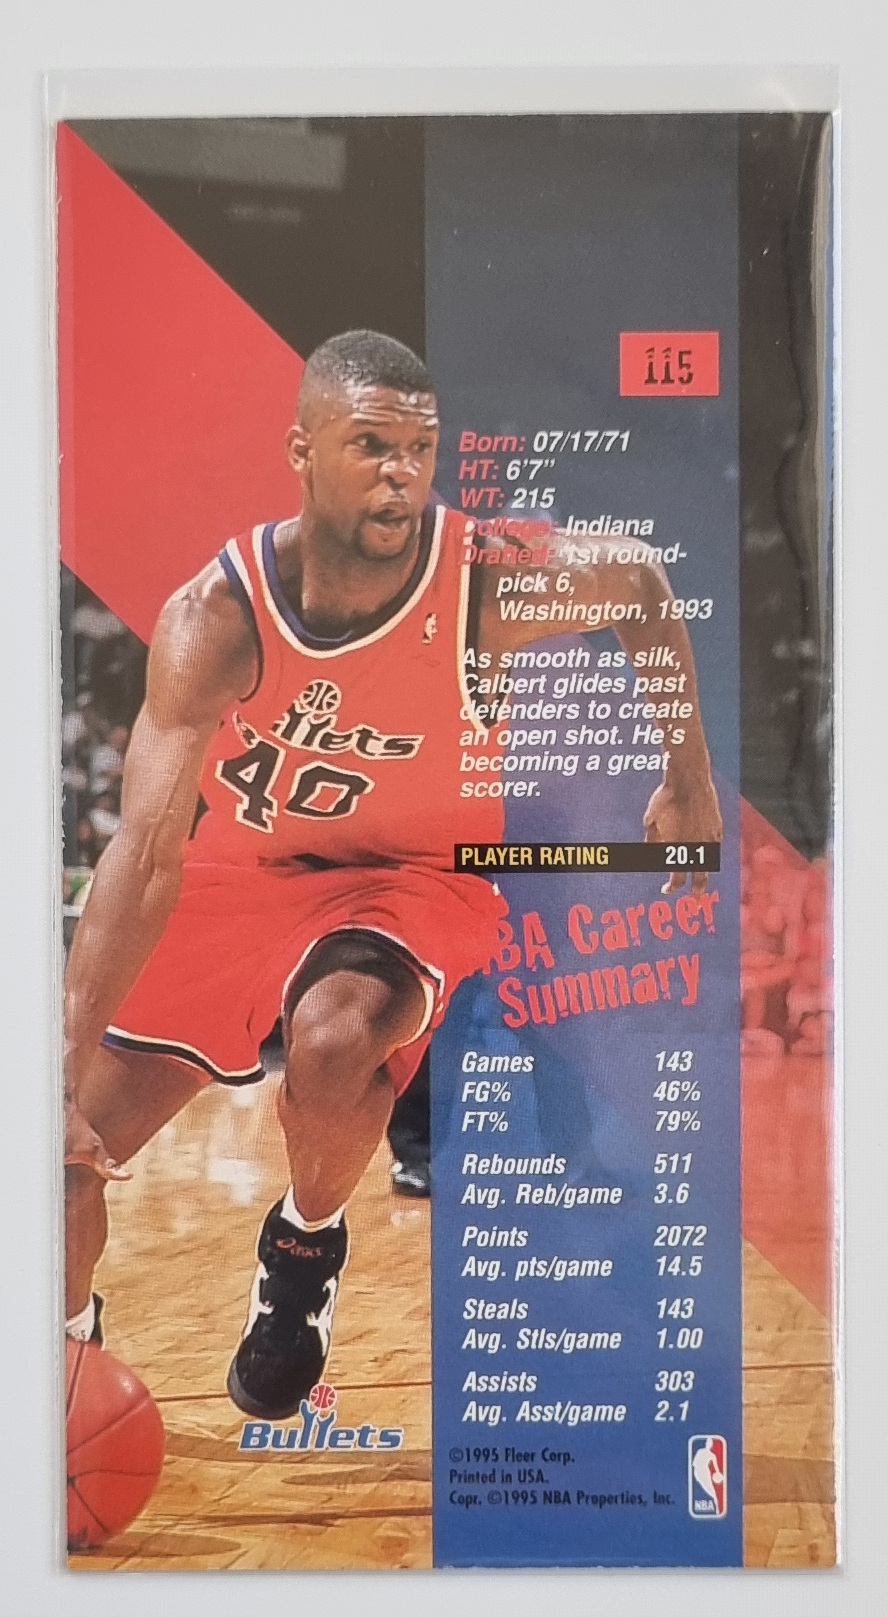 115
Born: 07/17/71
HT: 6'7"
WT: 215
College: Indiana
Drafted: 1st round-
pick 6,
Washington, 1993
As smooth as silk,
Calbert glides past
defenders to create
an open shot. He's
becoming a great
scorer.
Bullets
40
PLAYER RATING 20.1
NBA Career
Summary
Games 143
FG% 46%
FT% 79%
Rebounds 511
Avg. Reb/game 3.6
Points 2072
Avg. pts/game 14.5
Steals 143
Avg. Stls/game 1.00
Assists 303
Avg. Asst/game 2.1
asics
Bullets
©1995 Fleer Corp.
Printed in USA.
Copr. ©1995 NBA Properties, Inc.
NBA